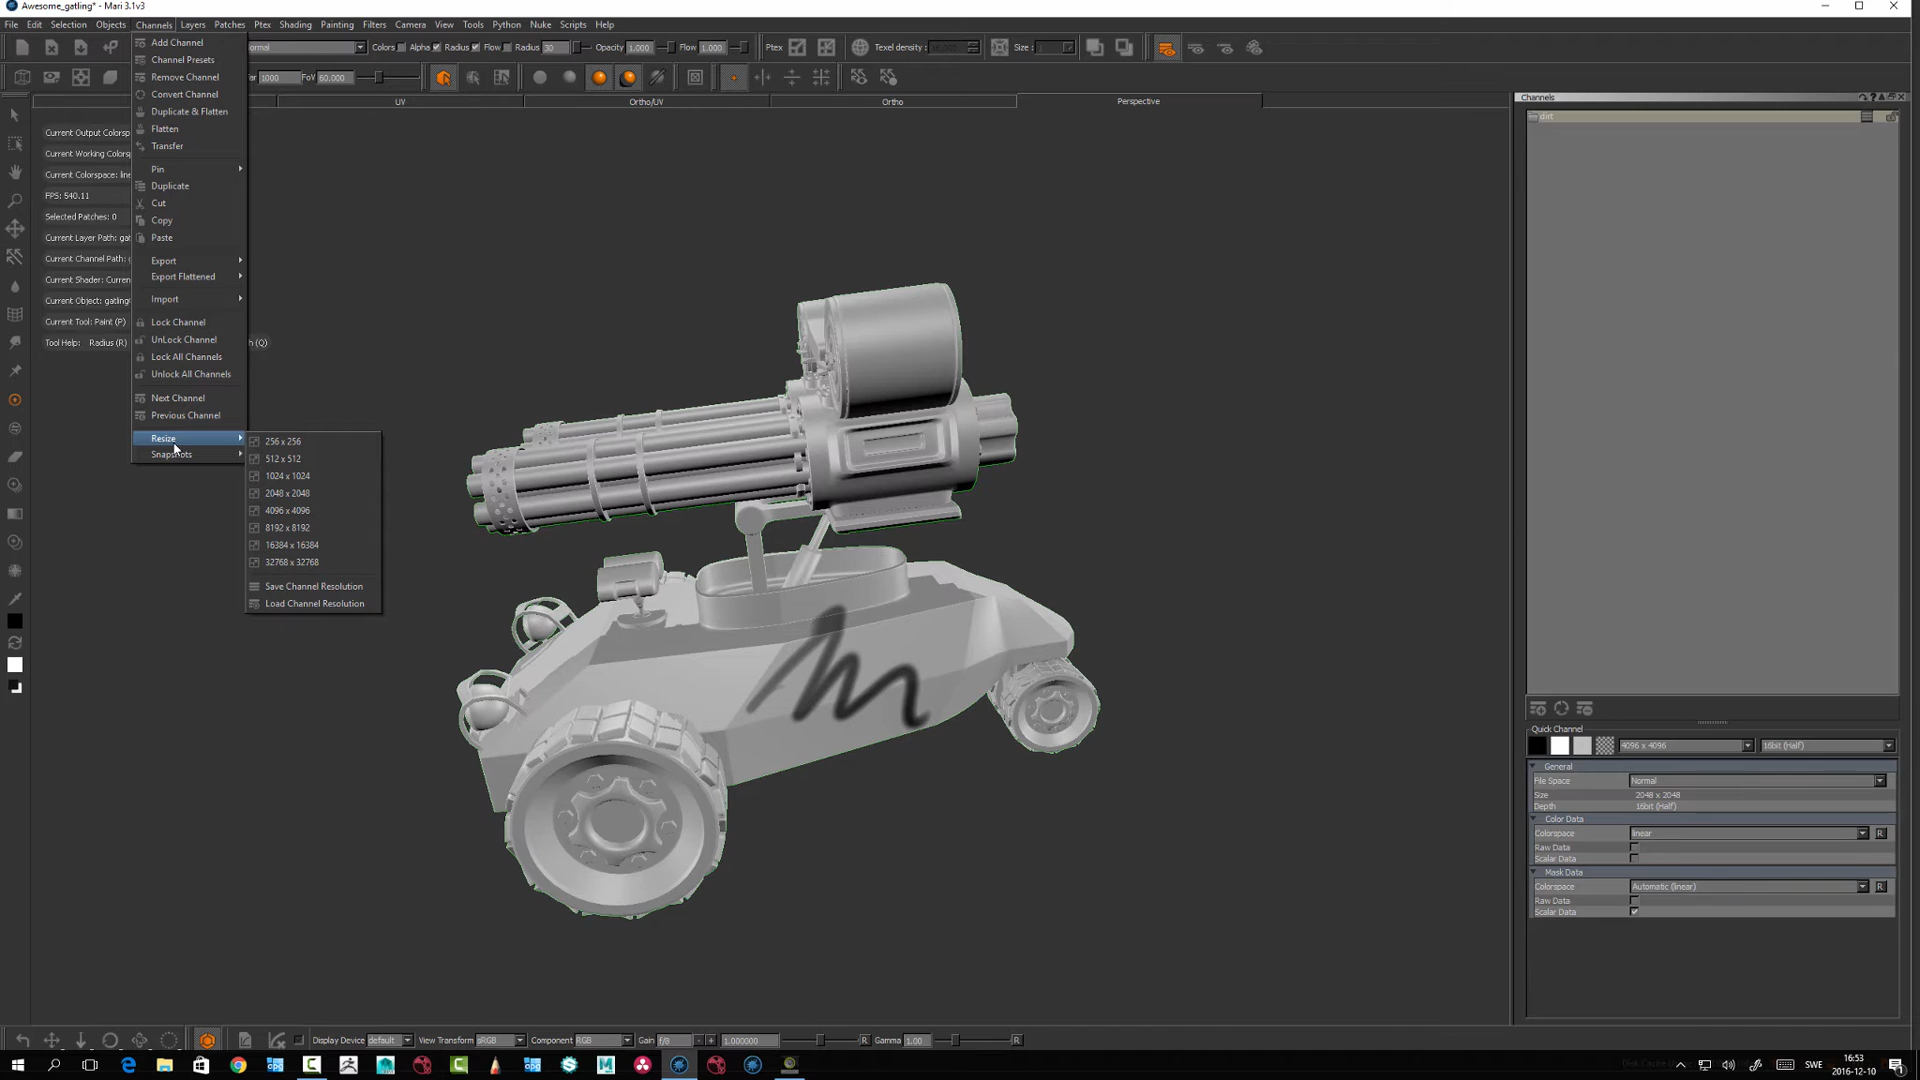 Awesome_gatling* - Mari 3.1v3
File Edit Selection Objects Channels Layers Patches Ptex Shading Painting Filters Camera View Tools Python Nuke Scripts Help
Colors Alpha Radius Flow Radius 30 Opacity 1.000 Flow 1.000 Ptex Texel density: Size:
1000 FoV 60.000
UV Ortho/UV Ortho Perspective
Add Channel
Channel Presets
Remove Channel
Convert Channel
Duplicate & Flatten
Flatten
Transfer
Pin
Duplicate
Cut
Copy
Paste
Export
Export Flattened
Import
Lock Channel
UnLock Channel
Lock All Channels
Unlock All Channels
Next Channel
Previous Channel
Resize
Snapshots
256 x 256
512 x 512
1024 x 1024
2048 x 2048
4096 x 4096
8192 x 8192
16384 x 16384
32768 x 32768
Save Channel Resolution
Load Channel Resolution
Current Output Colorsp
Current Working Colorsp
Current Colorspace: line
FPS: 540.11
Selected Patches: 0
Current Layer Path: gat
Current Channel Path: g
Current Shader: Curren
Current Object: gatling
Current Tool: Paint (P)
Tool Help: Radius (R) h (Q)
Channels
dirt
Quick Channel
4096 x 4096 16bit (Half)
General
File Space Normal
Size 2048 x 2048
Depth 16bit (Half)
Color Data
Colorspace linear R
Raw Data
Scalar Data
Mask Data
Colorspace Automatic (linear) R
Raw Data
Scalar Data
Display Device default View Transform sRGB Component RGB Gain f/8 - + 1.000000 R Gamma 1.00 R
SWE
16:53
2016-12-10